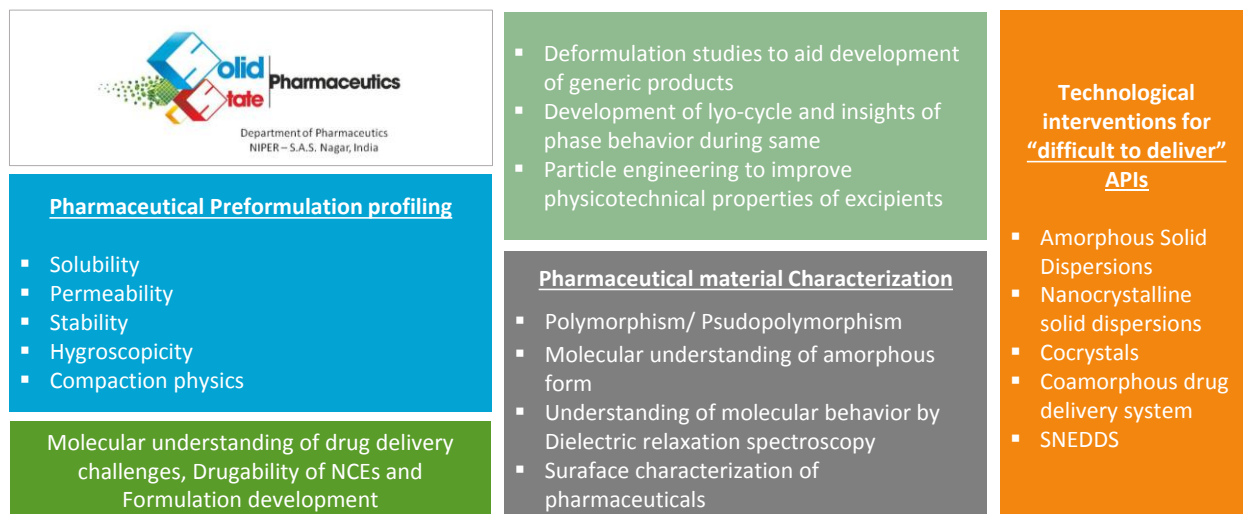 Solid State Pharmaceutics
Department of Pharmaceutics
NIPER – S.A.S. Nagar, India
Pharmaceutical Preformulation profiling
▪ Solubility
▪ Permeability
▪ Stability
▪ Hygroscopicity
▪ Compaction physics
Molecular understanding of drug delivery
challenges, Drugability of NCEs and
Formulation development
▪ Deformulation studies to aid development
of generic products
▪ Development of lyo-cycle and insights of
phase behavior during same
▪ Particle engineering to improve
physicotechnical properties of excipients
Pharmaceutical material Characterization
▪ Polymorphism/ Psudopolymorphism
▪ Molecular understanding of amorphous
form
▪ Understanding of molecular behavior by
Dielectric relaxation spectroscopy
▪ Suraface characterization of
pharmaceuticals
Technological
interventions for
“difficult to deliver”
APIs
▪ Amorphous Solid
Dispersions
▪ Nanocrystalline
solid dispersions
▪ Cocrystals
▪ Coamorphous drug
delivery system
▪ SNEDDS